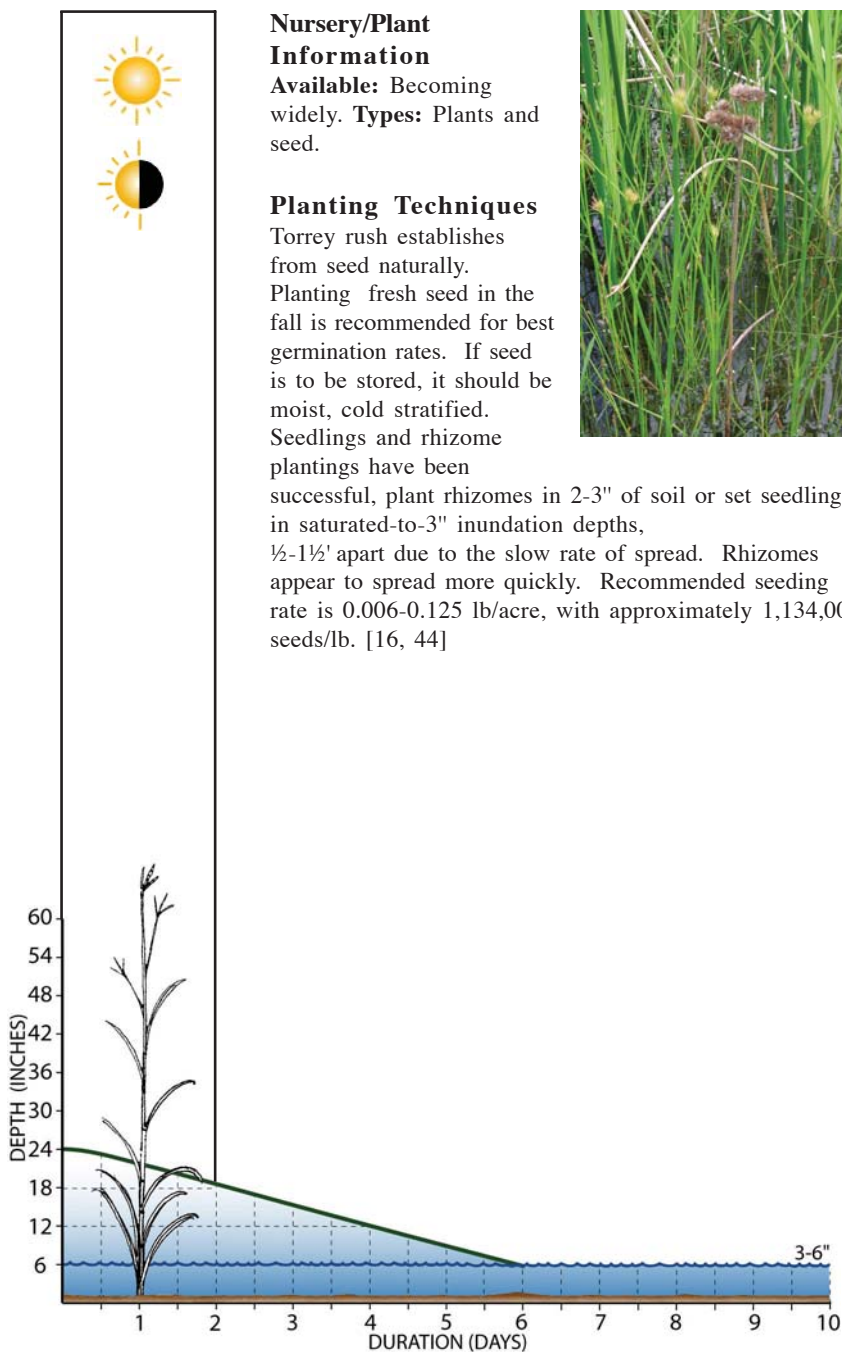 Nursery/Plant
Information
Available: Becoming
widely. Types: Plants and
seed.
Planting Techniques
Torrey rush establishes
from seed naturally.
Planting fresh seed in the
fall is recommended for best
germination rates. If seed
is to be stored, it should be
moist, cold stratified.
Seedlings and rhizome
plantings have been
successful, plant rhizomes in 2-3" of soil or set seedling
in saturated-to-3" inundation depths,
½-1½' apart due to the slow rate of spread. Rhizomes
appear to spread more quickly. Recommended seeding
rate is 0.006-0.125 lb/acre, with approximately 1,134,00
seeds/lb. [16, 44]
60
54
48
42
36
30
24
18
12
6
DEPTH (INCHES)
3-6"
1 2 3 4 5 6 7 8 9 10
DURATION (DAYS)